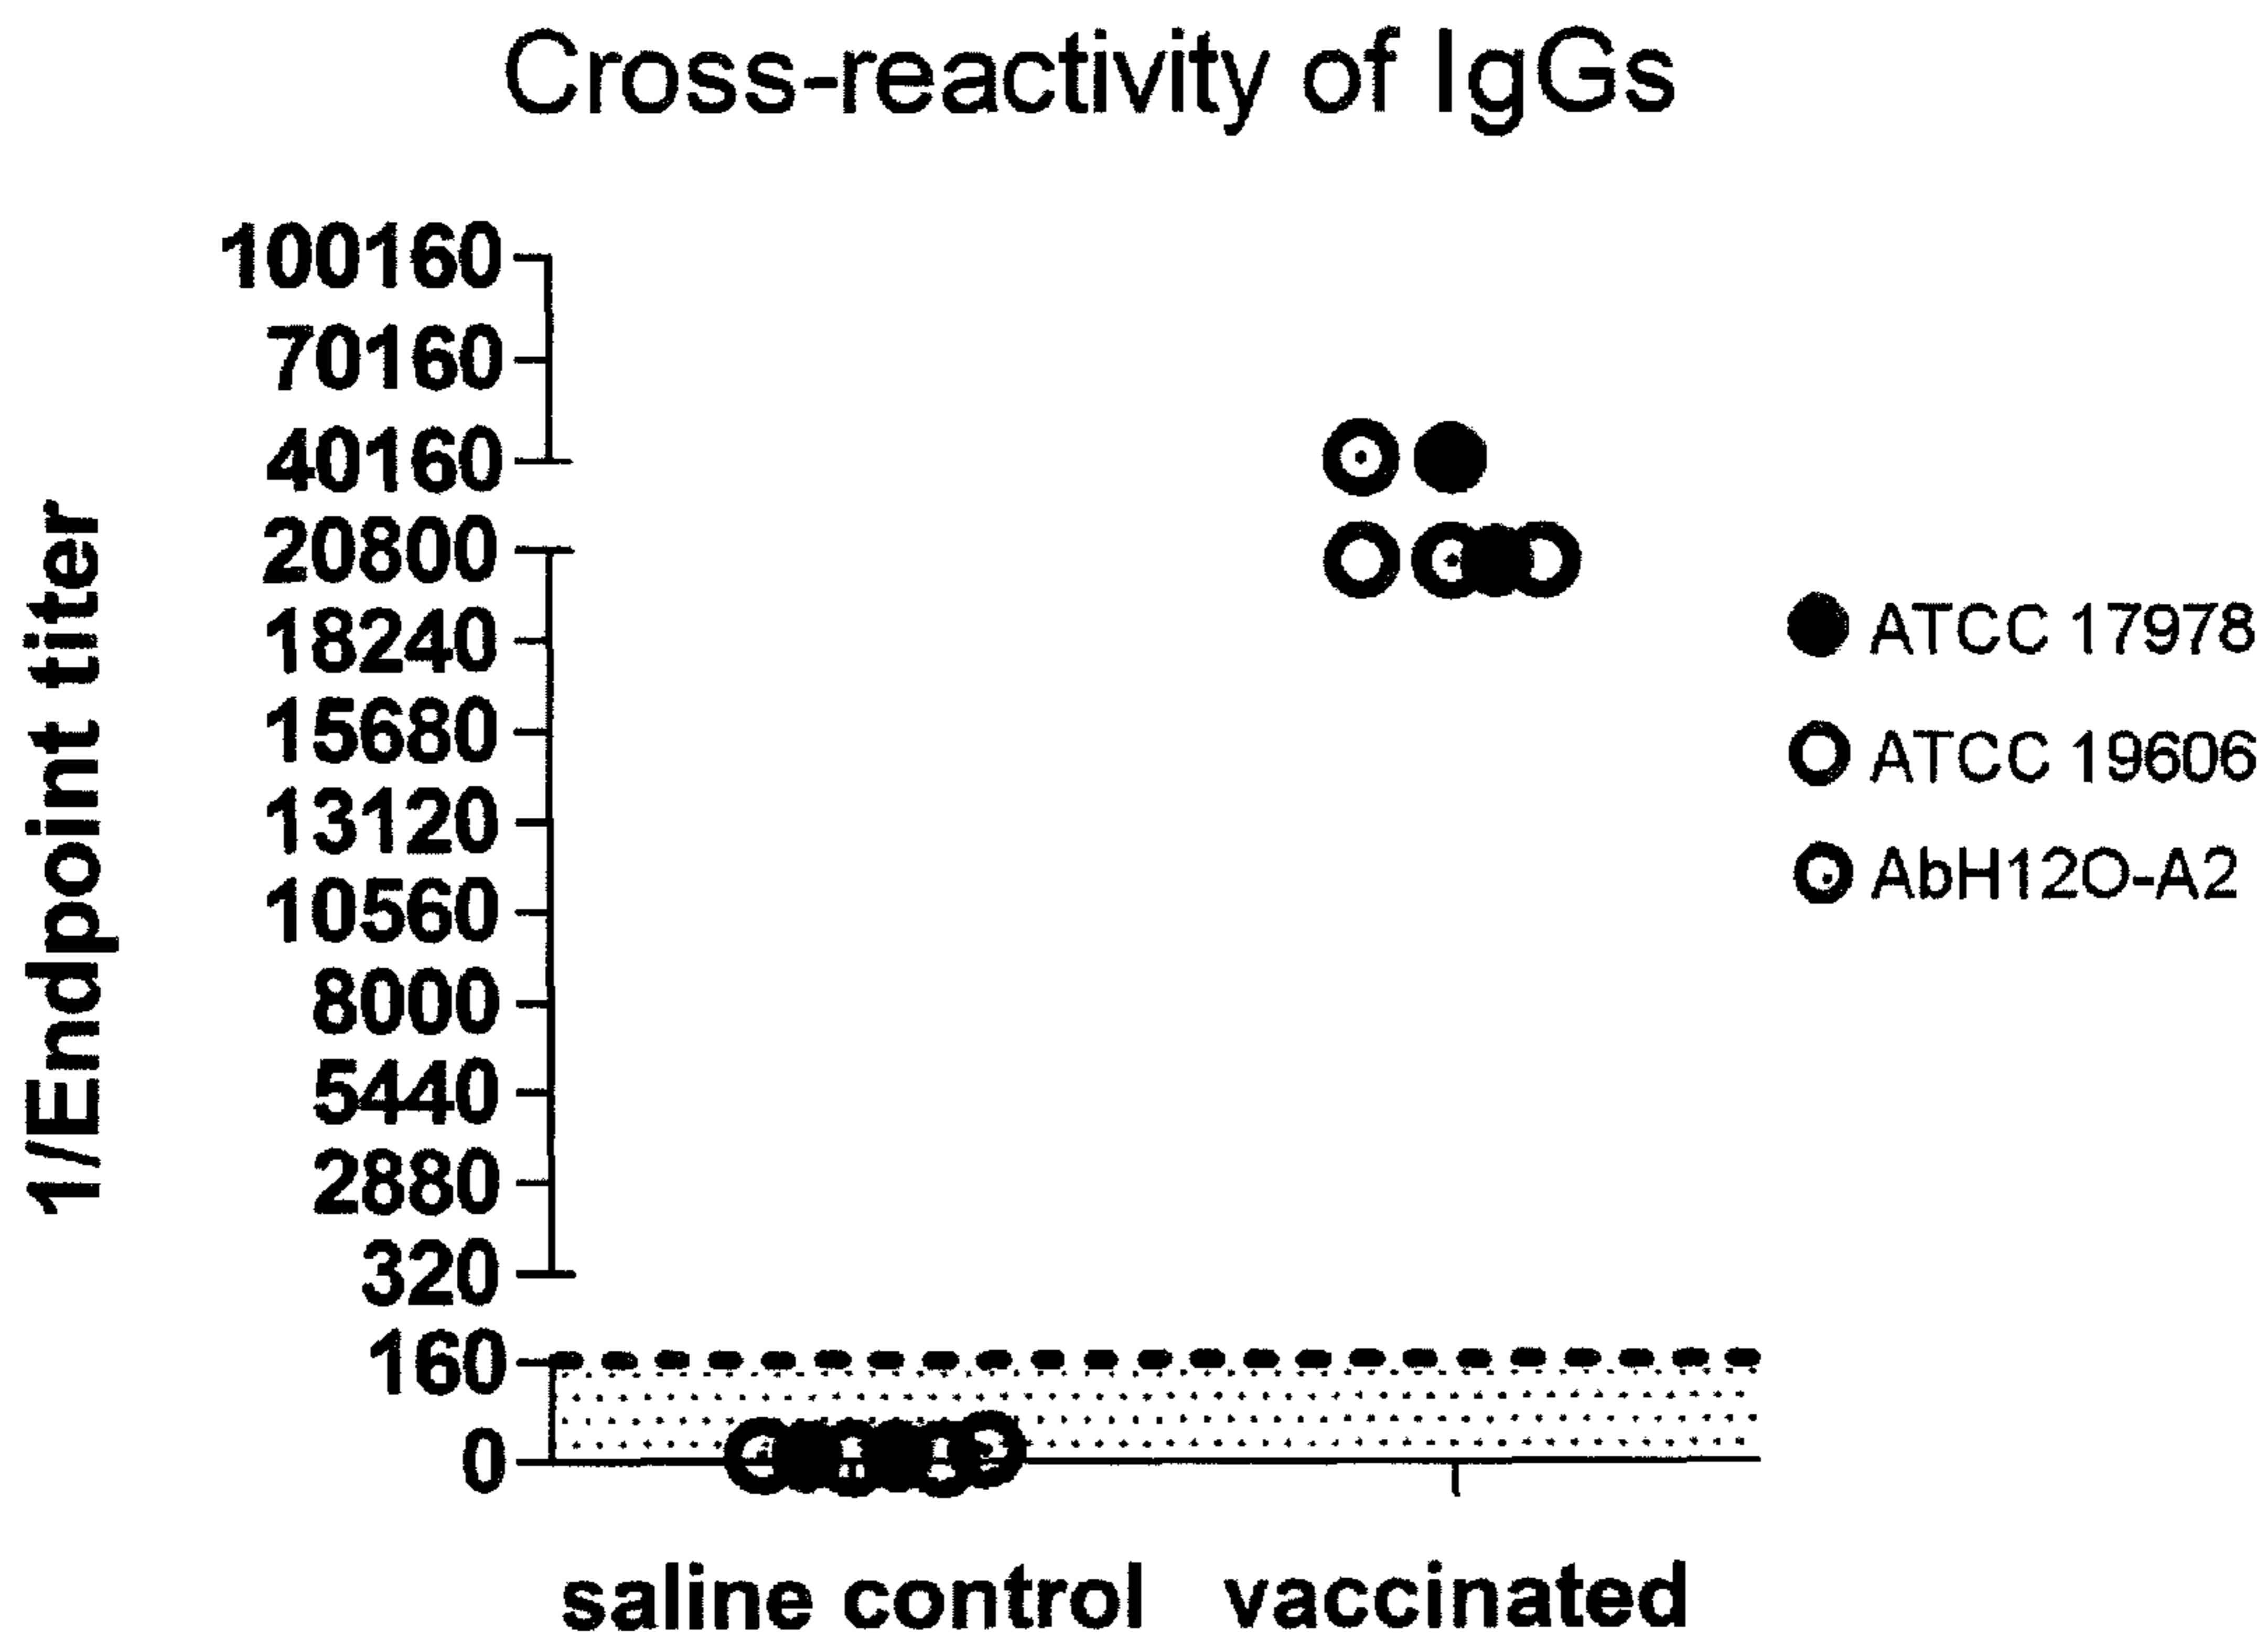 Cross-reactivity of IgGs
1/Endpoint titer
100160
70160
40160
20800
18240
15680
13120
10560
8000
5440
2880
320
160
0
saline control
vaccinated
ATCC 17978
ATCC 19606
AbH12O-A2